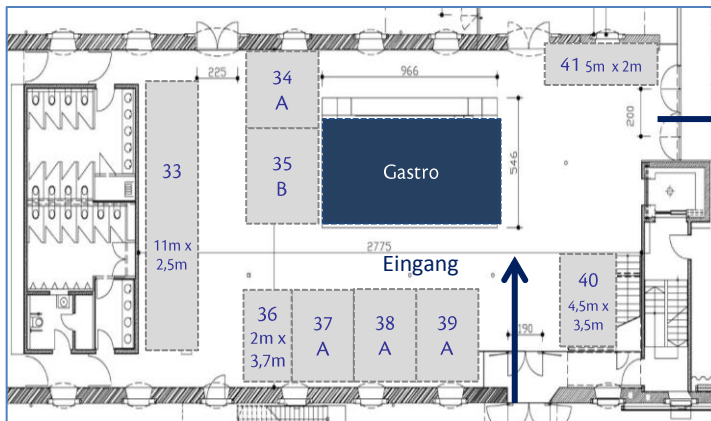 34
A
225
966
41 5m x 2m
200
33
11m x
2,5m
35
B
Gastro
546
2775
Eingang
36
2m x
3,7m
37
A
38
A
39
A
190
40
4,5m x
3,5m